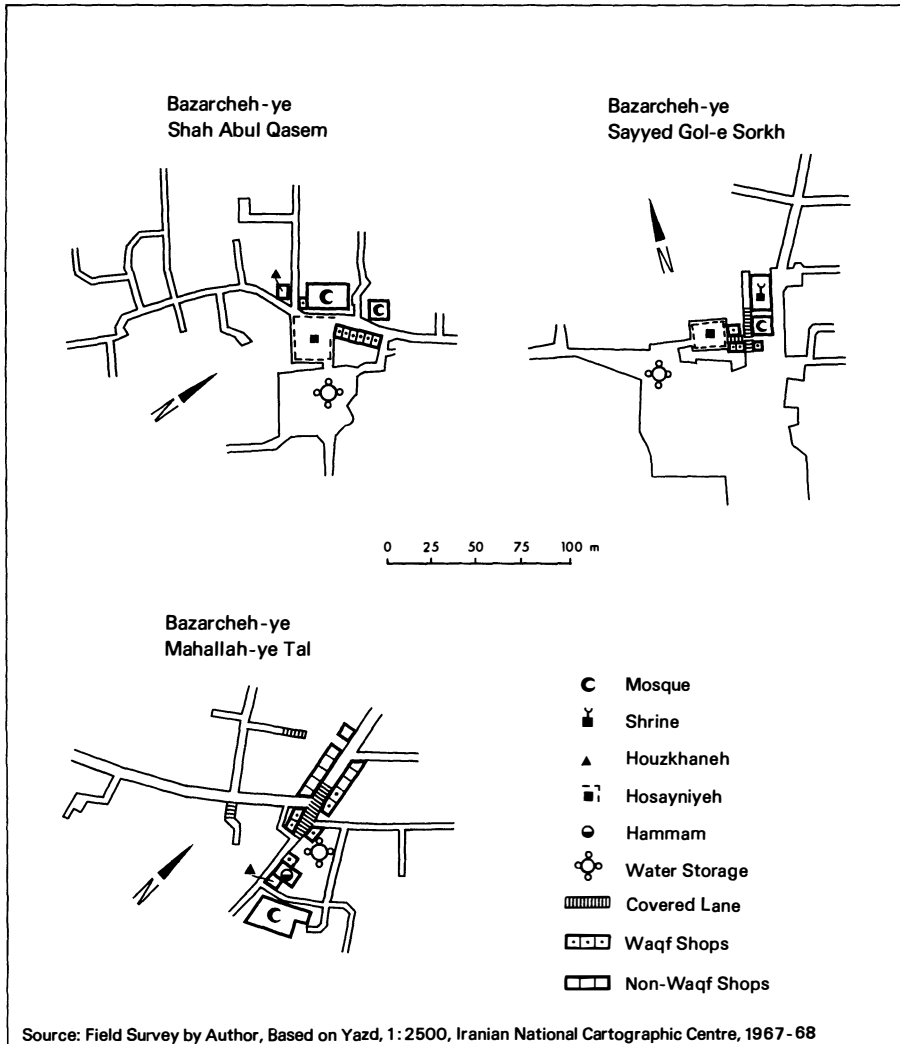 Bazarcheh-ye
Shah Abul Qasem
Bazarcheh-ye
Sayyed Gol-e Sorkh
N
N
0 25 50 75 100 m
Bazarcheh-ye
Mahallah-ye Tal
N
Mosque
Shrine
Houzkhaneh
Hosayniyeh
Hammam
Water Storage
Covered Lane
Waqf Shops
Non-Waqf Shops
Source: Field Survey by Author, Based on Yazd, 1:2500, Iranian National Cartographic Centre, 1967-68